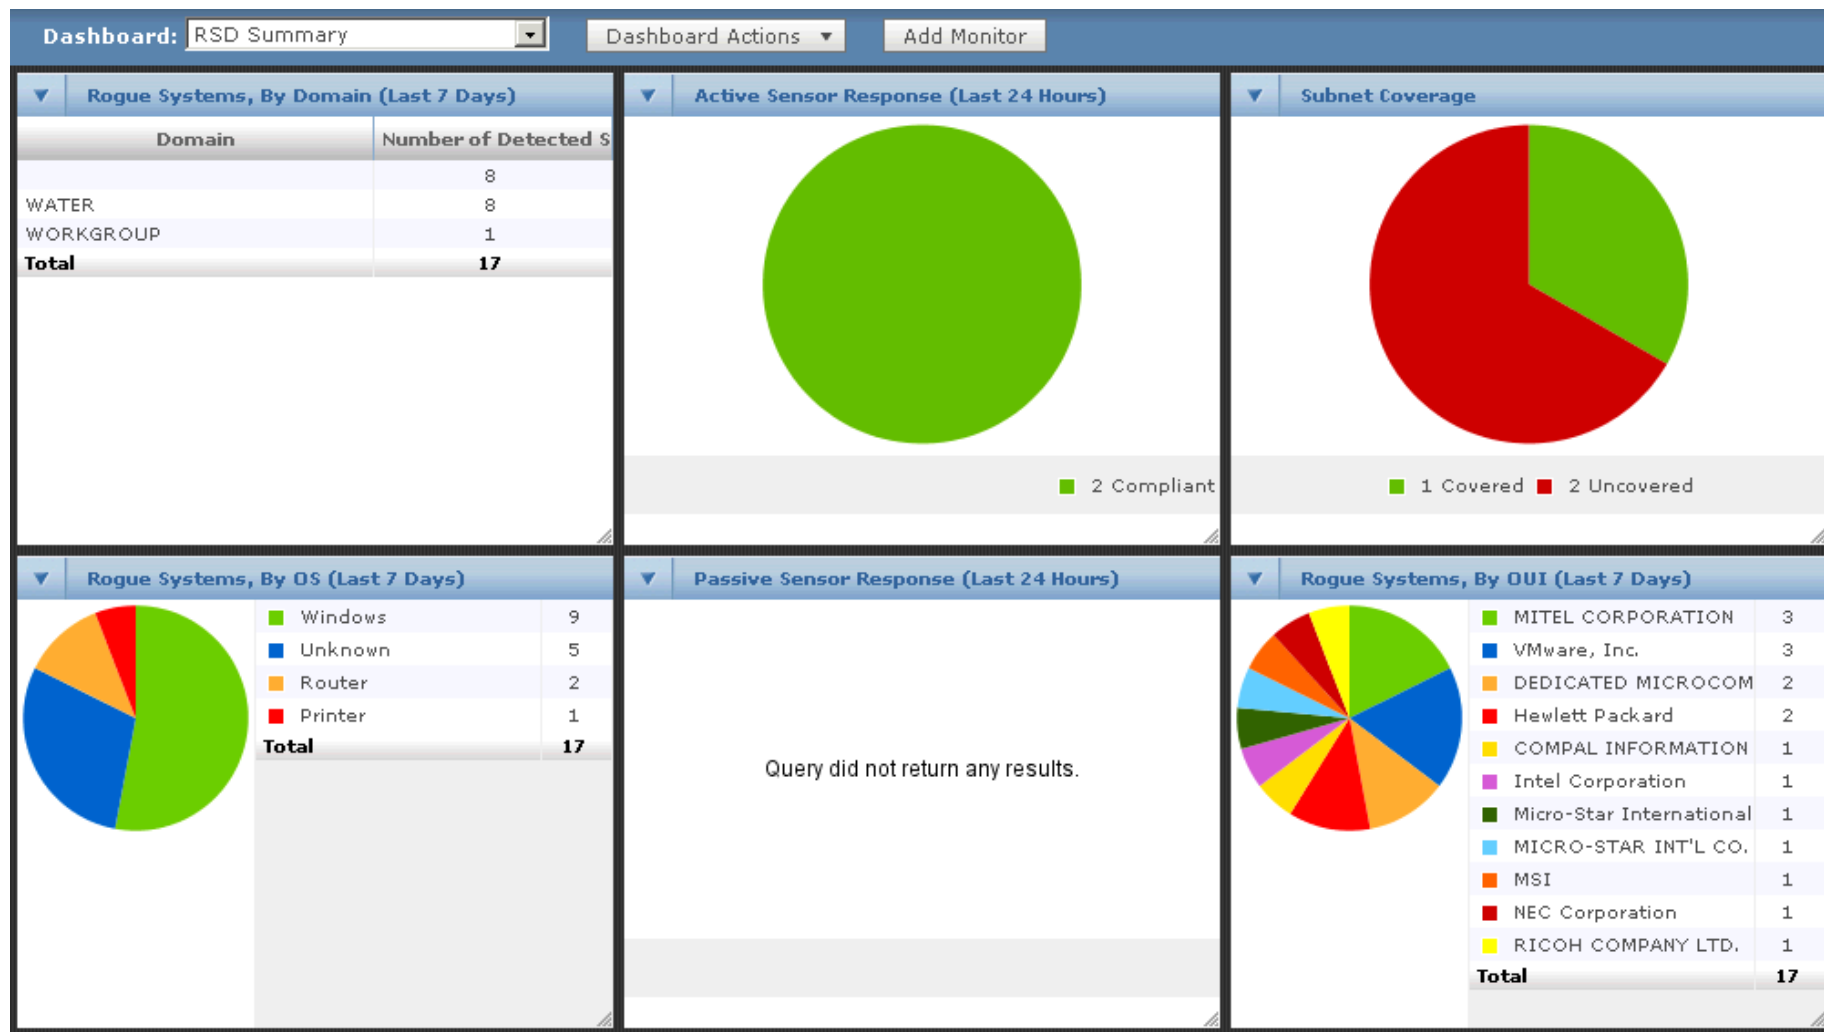 Dashboard: RSD Summary Dashboard Actions Add Monitor
Rogue Systems, By Domain (Last 7 Days)
Domain Number of Detected S
8
WATER 8
WORKGROUP 1
Total 17
Active Sensor Response (Last 24 Hours)
2 Compliant
Subnet Coverage
1 Covered 2 Uncovered
Rogue Systems, By OS (Last 7 Days)
Windows 9
Unknown 5
Router 2
Printer 1
Total 17
Passive Sensor Response (Last 24 Hours)
Query did not return any results.
Rogue Systems, By OUI (Last 7 Days)
MITEL CORPORATION 3
VMware, Inc. 3
DEDICATED MICROCOM 2
Hewlett Packard 2
COMPAL INFORMATION 1
Intel Corporation 1
Micro-Star International 1
MICRO-STAR INT'L CO. 1
MSI 1
NEC Corporation 1
RICOH COMPANY LTD. 1
Total 17